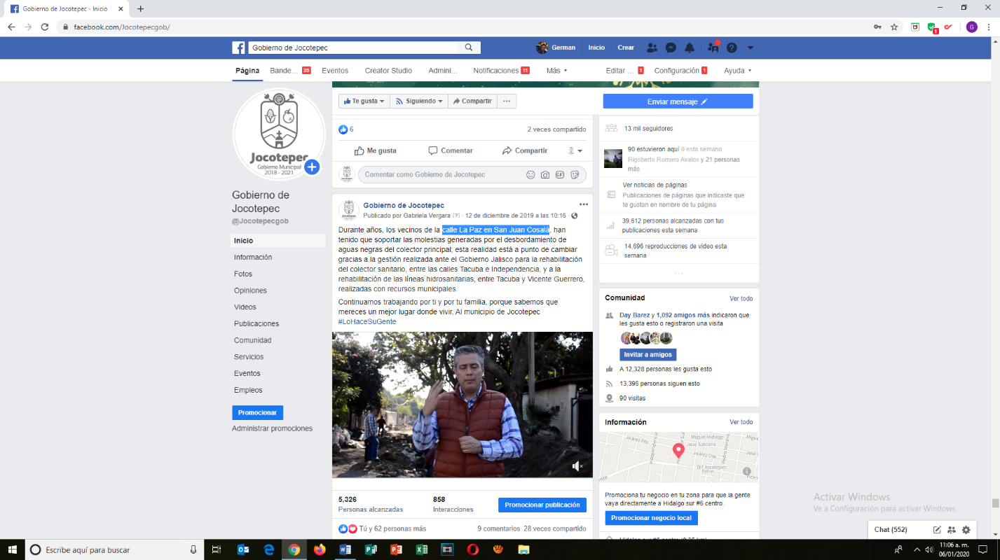 Gobierno de Jocotepec - Inicio
facebook.com/Jocotepecgob/
1
G
Gobierno de Jocotepec
German
Inicio
Crear
Página
Bande... 35
Eventos
Creator Studio
Admini...
Notificaciones 11
Más
Editar ... 1
Configuración 1
Ayuda
Jocotepec
Gobierno Municipal
2018 - 2021
Gobierno de
Jocotepec
@Jocotepecgob
Inicio
Información
Fotos
Opiniones
Videos
Publicaciones
Comunidad
Servicios
Eventos
Empleos
Promocionar
Administrar promociones
Te gusta
Siguiendo
Compartir
...
Enviar mensaje
6
2 veces compartido
Me gusta
Comentar
Compartir
Comentar como Gobierno de Jocotepec
GIF
Gobierno de Jocotepec
Publicado por Gabriela Vergara [?] · 12 de diciembre de 2019 a las 10:16 ·
Durante años, los vecinos de la calle La Paz en San Juan Cosalá, han
tenido que soportar las molestias generadas por el desbordamiento de
aguas negras del colector principal; esta realidad está a punto de cambiar
gracias a la gestión realizada ante el Gobierno Jalisco para la rehabilitación
del colector sanitario, entre las calles Tacuba e Independencia, y a la
rehabilitación de las líneas hidrosanitarias, entre Tacuba y Vicente Guerrero,
realizadas con recursos municipales.
Continuamos trabajando por ti y por tu familia, porque sabemos que
mereces un mejor lugar donde vivir. Al municipio de Jocotepec
#LoHaceSuGente
5,326
Personas alcanzadas
858
Interacciones
Promocionar publicación
Tú y 62 personas más
9 comentarios 28 veces compartido
13 mil seguidores
90 estuvieron aquí 0 esta semana
Rigoberto Romero Avalos y 21 personas
más
Ver noticias de páginas
Publicaciones de páginas que indicaste que
te gustan en nombre de tu página
39,612 personas alcanzadas con tus
publicaciones esta semana
14,696 reproducciones de video esta
semana
...
Comunidad
Ver todo
Day Barez y 1,092 amigos más indicaron que
les gusta esto o registraron una visita
Invitar a amigos
A 12,328 personas les gusta esto
13,396 personas siguen esto
90 visitas
Información
Ver todo
Juárez Pte
Independencia
Miguel Hidalgo
José Santana
Juárez Ote
Pedro Moreno
Dif Jocotepec
Promociona tu negocio en tu zona para que la gente
vaya directamente a Hidalgo sur #6 centro.
Promocionar negocio local
Activar Windows
Ve a Configuración para activar Windows.
Chat (552)
Escribe aquí para buscar
11:06 a. m.
06/01/2020